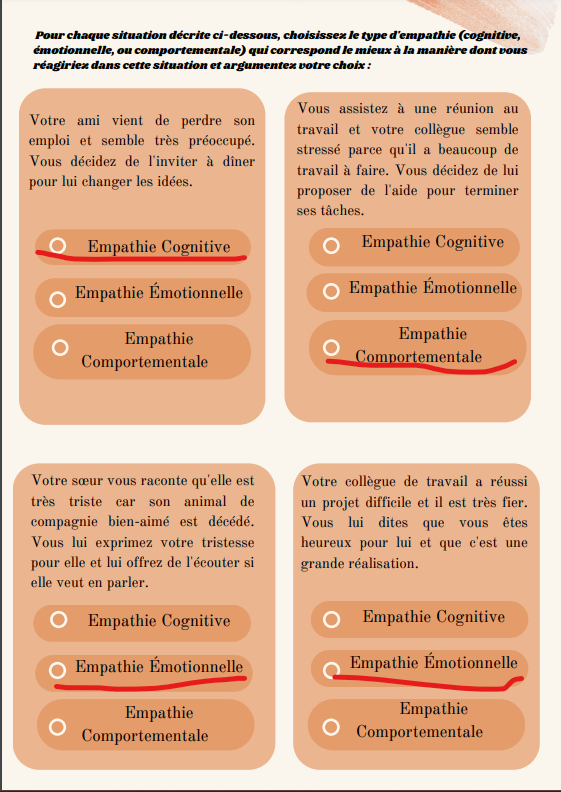 Pour chaque situation décrite ci-dessous, choisissez le type d'empathie (cognitive,
émotionnelle, ou comportementale) qui correspond le mieux à la manière dont vous
réagiriez dans cette situation et argumentez votre choix :
Votre ami vient de perdre son
emploi et semble très préoccupé.
Vous décidez de l'inviter à dîner
pour lui changer les idées.
Empathie Cognitive
Empathie Émotionnelle
Empathie
Comportementale
Vous assistez à une réunion au
travail et votre collègue semble
stressé parce qu'il a beaucoup de
travail à faire. Vous décidez de lui
proposer de l'aide pour terminer
ses tâches.
Empathie Cognitive
Empathie Émotionnelle
Empathie
Comportementale
Votre sœur vous raconte qu'elle est
très triste car son animal de
compagnie bien-aimé est décédé.
Vous lui exprimez votre tristesse
pour elle et lui offrez de l'écouter si
elle veut en parler.
Empathie Cognitive
Empathie Émotionnelle
Empathie
Comportementale
Votre collègue de travail a réussi
un projet difficile et il est très fier.
Vous lui dites que vous êtes
heureux pour lui et que c'est une
grande réalisation.
Empathie Cognitive
Empathie Émotionnelle
Empathie
Comportementale